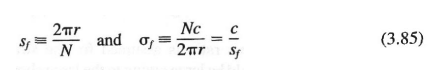 s_f ≡ 2πr/N and σ_f ≡ Nc/2πr = c/s_f (3.85)